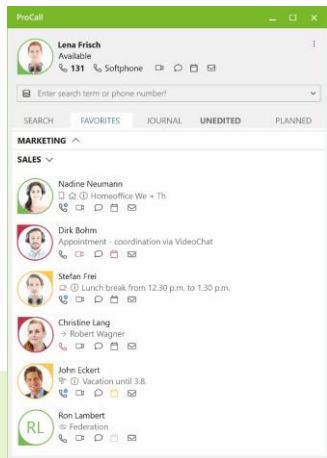 ProCall
Lena Frisch
Available
131 Softphone
Enter search term or phone number!
SEARCH FAVORITES JOURNAL UNEDITED PLANNED
MARKETING
SALES
Nadine Neumann
Homeoffice We + Th
Dirk Bohm
Appointment - coordination via VideoChat
Stefan Frei
Lunch break from 12.30 p.m. to 1.30 p.m.
Christine Lang
→ Robert Wagner
John Eckert
Vacation until 3.8.
RL
Ron Lambert
Federation